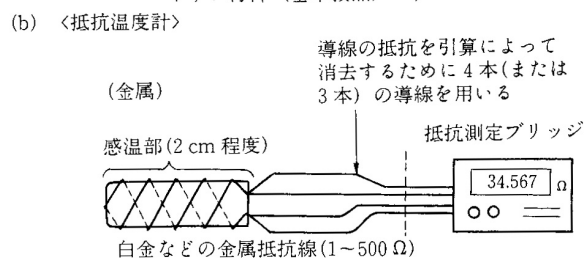 (b) 〈抵抗温度計〉
導線の抵抗を引算によって
消去するために4本(または
3本) の導線を用いる
(金属)
抵抗測定ブリッジ
感温部(2 cm 程度)
34.567 Ω
白金などの金属抵抗線(1~500 Ω)